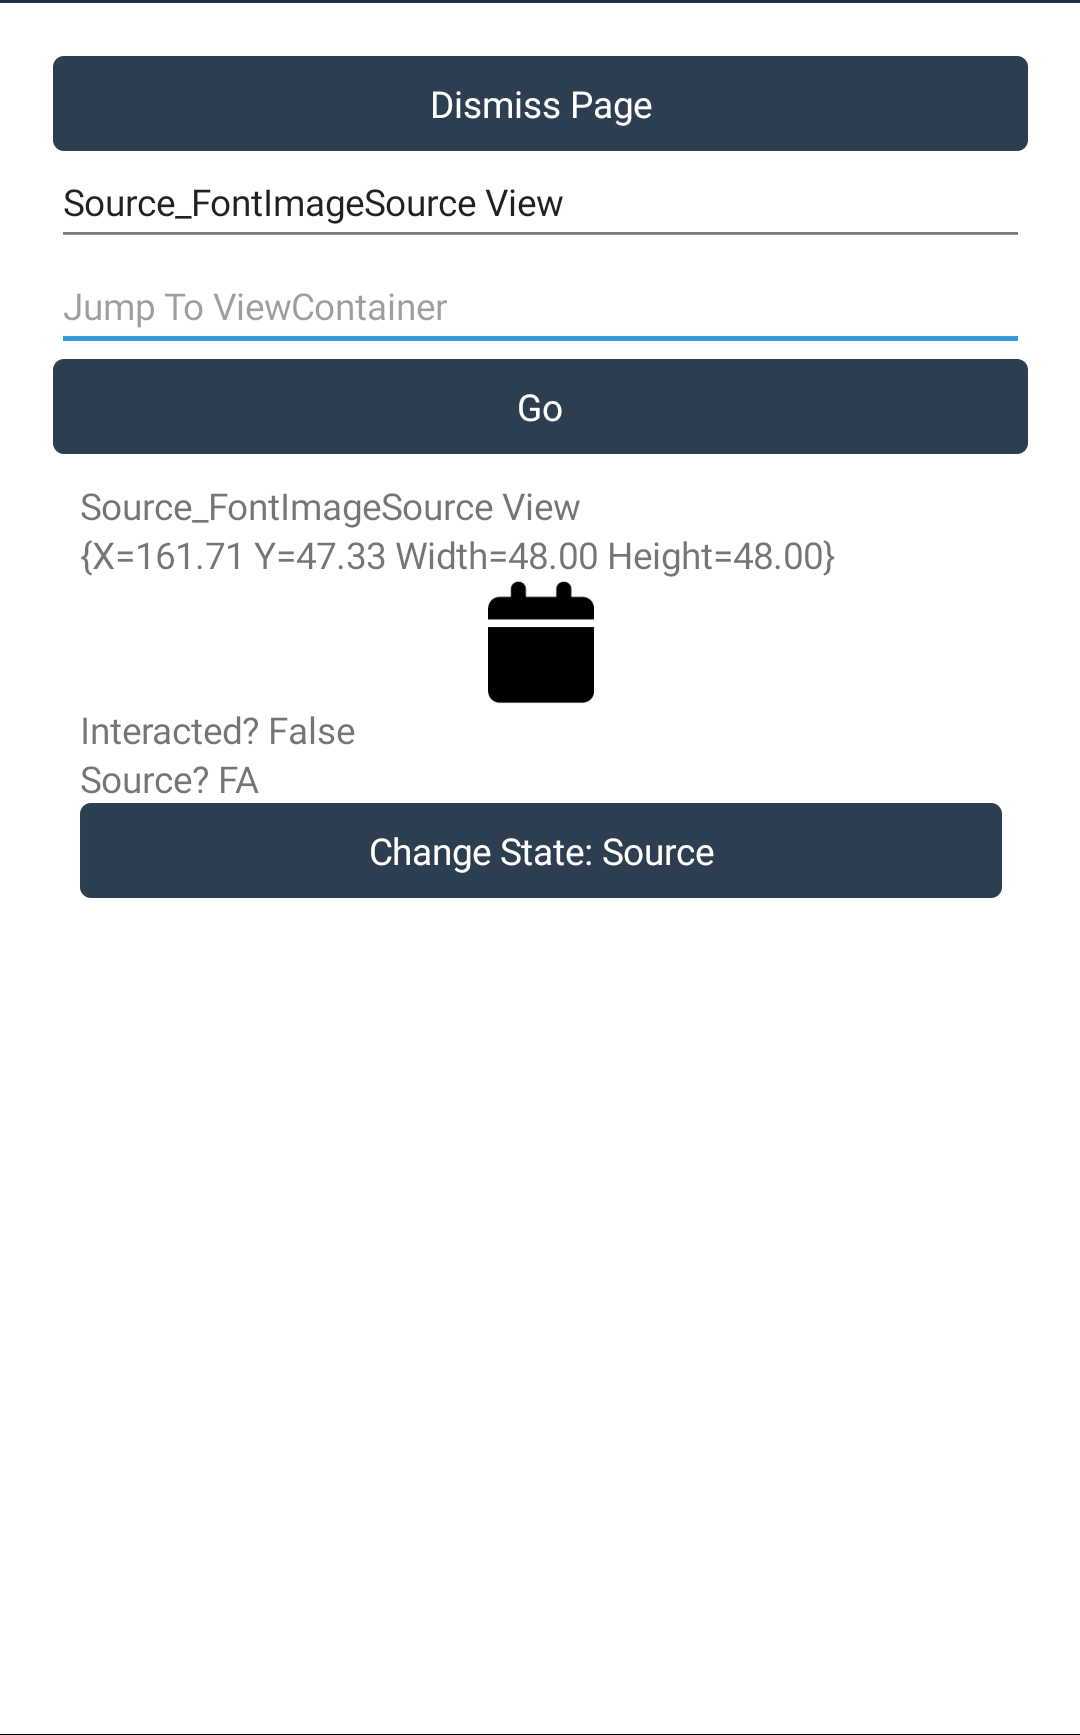 Dismiss Page
Source_FontImageSource View
Jump To ViewContainer
Go
Source_FontImageSource View
{X=161.71 Y=47.33 Width=48.00 Height=48.00}
Interacted? False
Source? FA
Change State: Source